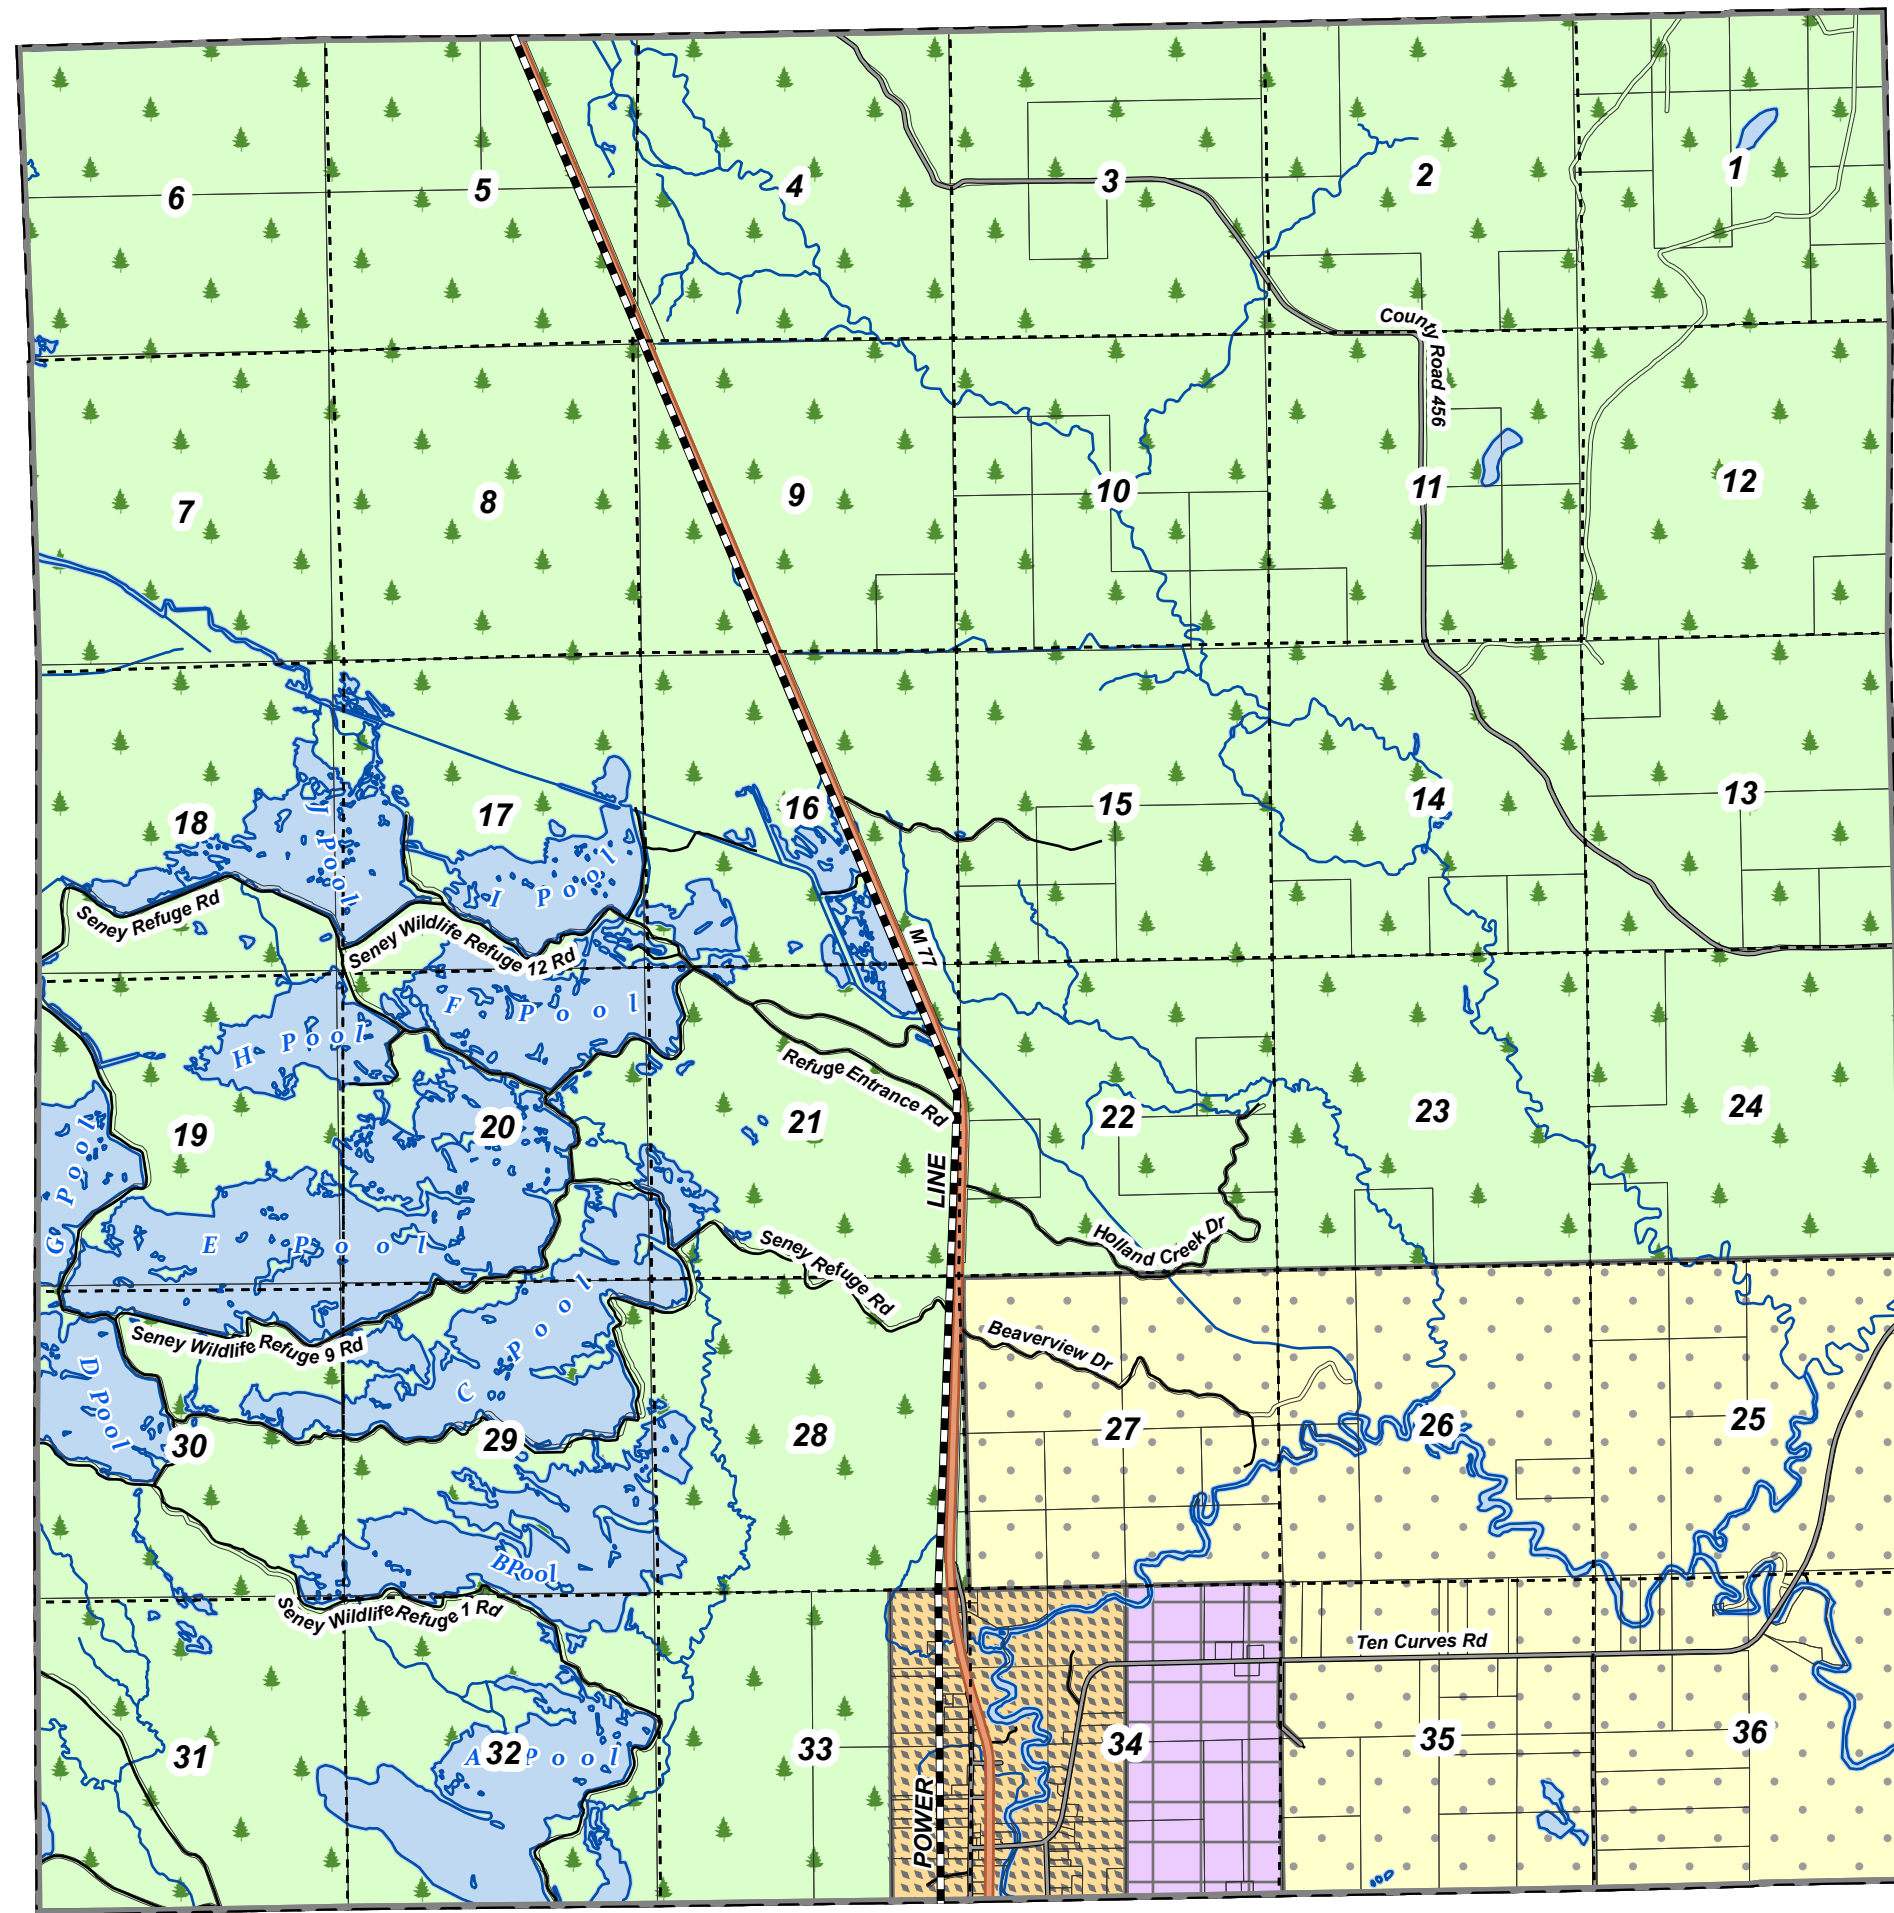 6
5
4
3
2
1
County Road 456
7
8
9
10
11
12
18
J Pool
17
I Pool
16
15
14
13
Seney Refuge Rd
Seney Wildlife Refuge 12 Rd
M 77
H Pool
F Pool
Refuge Entrance Rd
G Pool
19
20
21
22
23
24
LINE
E Pool
Seney Refuge Rd
Holland Creek Dr
Seney Wildlife Refuge 9 Rd
C Pool
Beaverview Dr
D Pool
30
29
28
27
26
25
B Pool
Seney Wildlife Refuge 1 Rd
Ten Curves Rd
31
32
A Pool
33
34
35
36
POWER